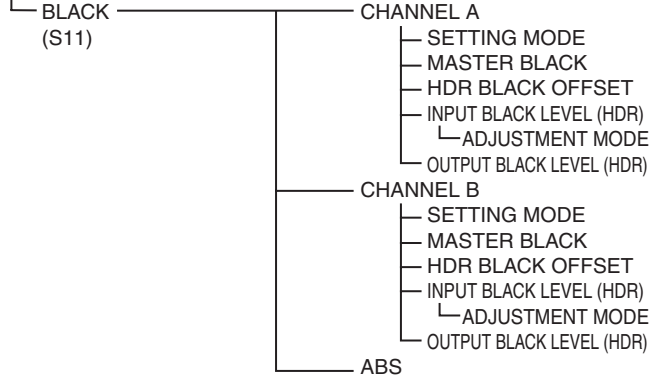 BLACK
(S11)
CHANNEL A
SETTING MODE
MASTER BLACK
HDR BLACK OFFSET
INPUT BLACK LEVEL (HDR)
ADJUSTMENT MODE
OUTPUT BLACK LEVEL (HDR)
CHANNEL B
SETTING MODE
MASTER BLACK
HDR BLACK OFFSET
INPUT BLACK LEVEL (HDR)
ADJUSTMENT MODE
OUTPUT BLACK LEVEL (HDR)
ABS